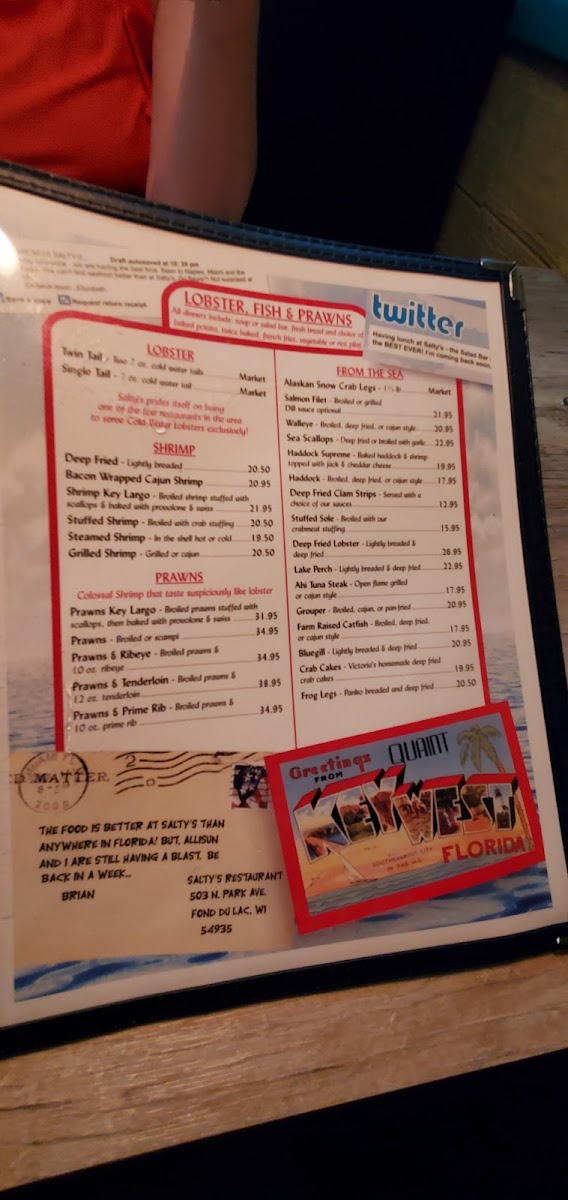 Draft autosaved at 12:24 pm
Save a copy Request return receipt
LOBSTER, FISH & PRAWNS
All dinners include: soup or salad bar, fresh bread and choice of
baked potato, twice baked, french fries, vegetable or rice pilaf
twitter
Having lunch at Salty's - the Salad Bar
the BEST EVER! I'm coming back soon
LOBSTER
Twin Tail - Two 7 oz. cold water tails Market
Single Tail - 7 oz. cold water tail Market
Salty's prides itself on being
one of the few restaurants in the area
to serve Cold Water Lobsters exclusively!
SHRIMP
Deep Fried - Lightly breaded 20.50
Bacon Wrapped Cajun Shrimp 20.95
Shrimp Key Largo - Broiled shrimp stuffed with
scallops & baked with provolone & swiss 21.95
Stuffed Shrimp - Broiled with crab stuffing 20.50
Steamed Shrimp - In the shell hot or cold 19.50
Grilled Shrimp - Grilled or cajun 20.50
PRAWNS
Colossal Shrimp that taste suspiciously like lobster
Prawns Key Largo - Broiled prawns stuffed with
scallops, then baked with provolone & swiss 31.95
Prawns - Broiled or scampi 34.95
Prawns & Ribeye - Broiled prawns &
10 oz. ribeye 34.95
Prawns & Tenderloin - Broiled prawns &
12 oz. tenderloin 38.95
Prawns & Prime Rib - Broiled prawns &
10 oz. prime rib 34.95
FROM THE SEA
Alaskan Snow Crab Legs - 1½ lb Market
Salmon Filet - Broiled or grilled
Dill sauce optional 21.95
Walleye - Broiled, deep fried, or cajun style 20.95
Sea Scallops - Deep fried or broiled with garlic 22.95
Haddock Supreme - Baked haddock & shrimp
topped with jack & cheddar cheese 19.95
Haddock - Broiled, deep fried, or cajun style 17.95
Deep Fried Clam Strips - Served with a
choice of our sauces 12.95
Stuffed Sole - Broiled with our
crabmeat stuffing 15.95
Deep Fried Lobster - Lightly breaded &
deep fried 26.95
Lake Perch - Lightly breaded & deep fried 22.95
Ahi Tuna Steak - Open flame grilled
or cajun style 17.95
Grouper - Broiled, cajun, or pan fried 20.95
Farm Raised Catfish - Broiled, deep fried,
or cajun style 17.95
Bluegill - Lightly breaded & deep fried 20.95
Crab Cakes - Victoria's homemade deep fried
crab cakes 19.95
Frog Legs - Panko breaded and deep fried 20.50
MATTER
2009
THE FOOD IS BETTER AT SALTY'S THAN
ANYWHERE IN FLORIDA! BUT, ALLISUN
AND I ARE STILL HAVING A BLAST. BE
BACK IN A WEEK...
BRIAN
SALTY'S RESTAURANT
503 N. PARK AVE.
FOND DU LAC, WI
54935
Greetings
FROM
QUAINT
KEY WEST
SOUTHERNMOST CITY
FLORIDA